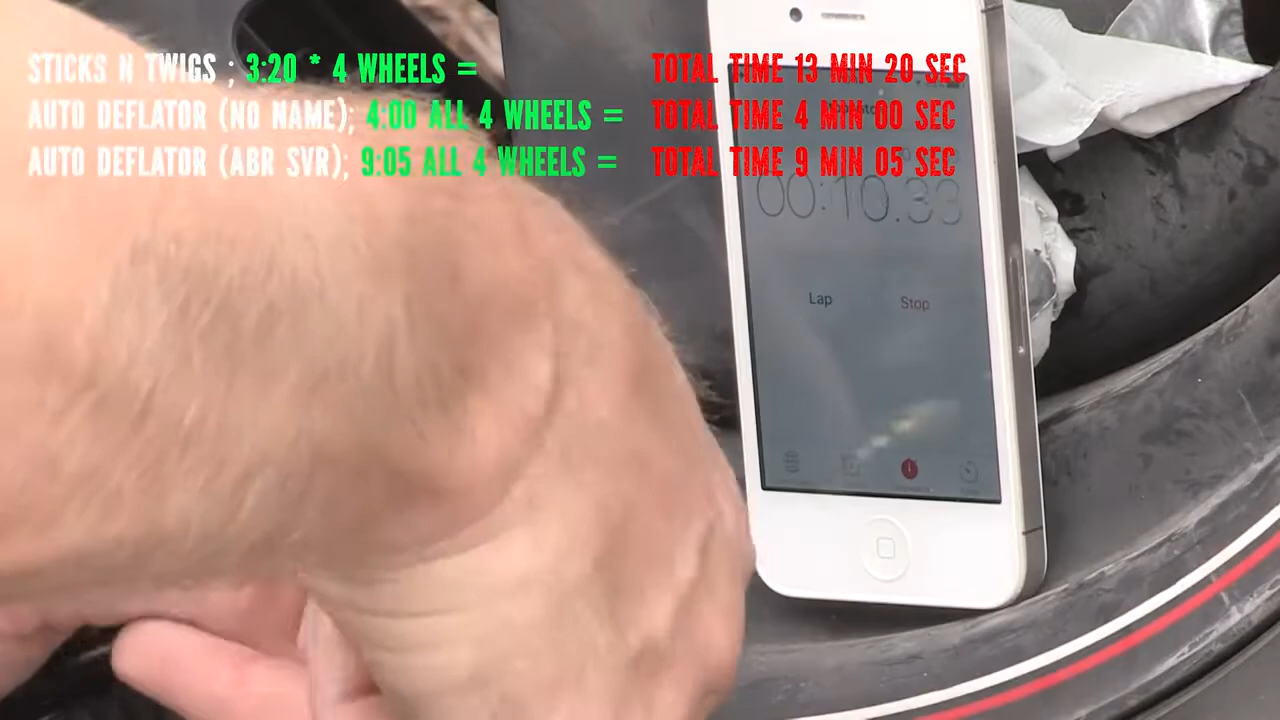 STICKS N TWIGS ; 3:20 * 4 WHEELS = TOTAL TIME 13 MIN 20 SEC
AUTO DEFLATOR (NO NAME); 4:00 ALL 4 WHEELS = TOTAL TIME 4 MIN 00 SEC
AUTO DEFLATOR (ABR SVR); 9:05 ALL 4 WHEELS = TOTAL TIME 9 MIN 05 SEC
00:10.33
Lap Stop